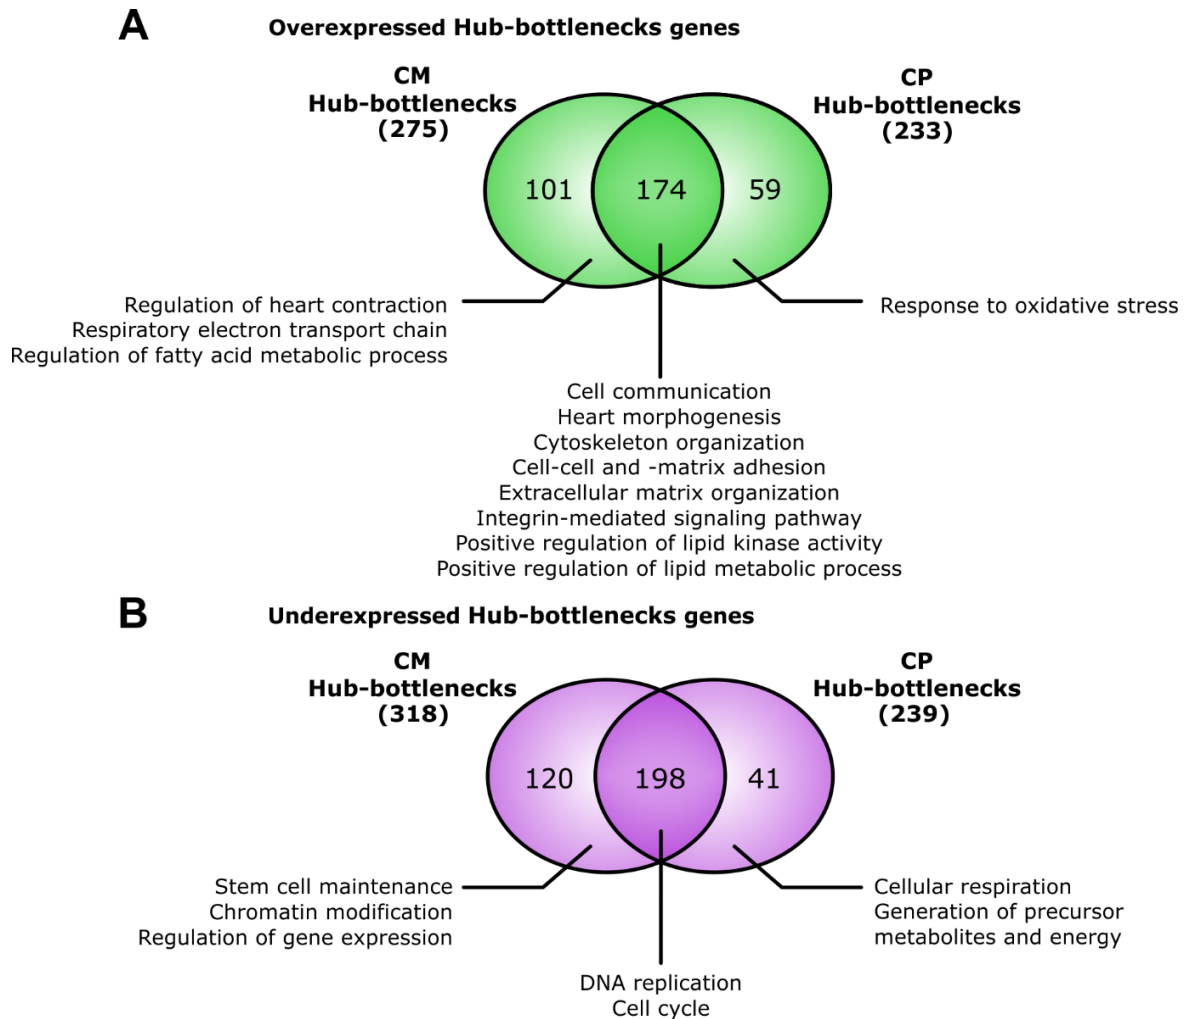 A
Overexpressed Hub-bottlenecks genes
CM
Hub-bottlenecks
(275)
CP
Hub-bottlenecks
(233)
101
174
59
Regulation of heart contraction
Respiratory electron transport chain
Regulation of fatty acid metabolic process
Response to oxidative stress
Cell communication
Heart morphogenesis
Cytoskeleton organization
Cell-cell and -matrix adhesion
Extracellular matrix organization
Integrin-mediated signaling pathway
Positive regulation of lipid kinase activity
Positive regulation of lipid metabolic process
B
Underexpressed Hub-bottlenecks genes
CM
Hub-bottlenecks
(318)
CP
Hub-bottlenecks
(239)
120
198
41
Stem cell maintenance
Chromatin modification
Regulation of gene expression
Cellular respiration
Generation of precursor
metabolites and energy
DNA replication
Cell cycle